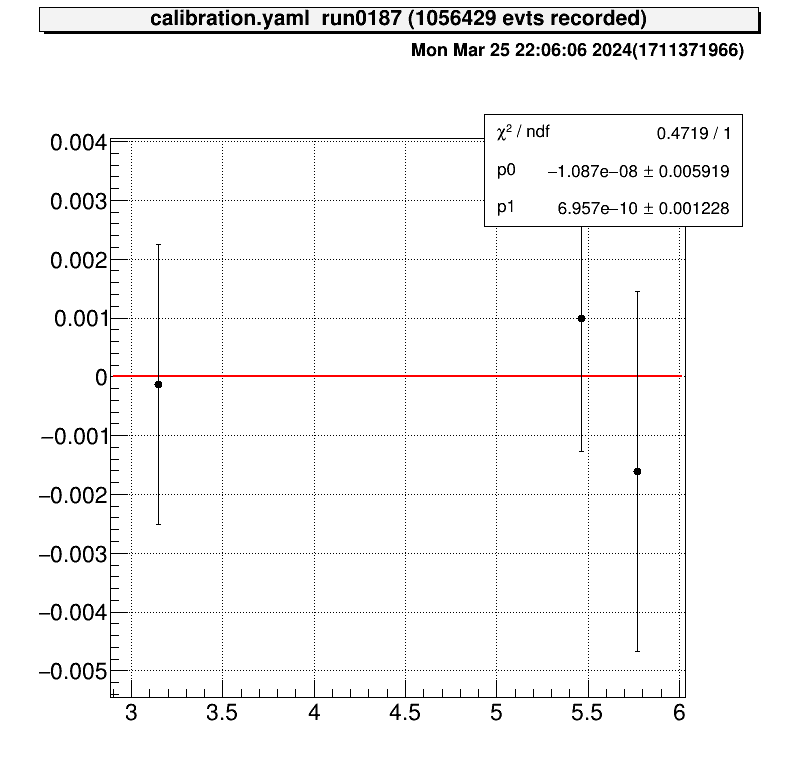 calibration.yaml run0187 (1056429 evts recorded)
Mon Mar 25 22:06:06 2024(1711371966)
χ² / ndf 0.4719 / 1
p0 −1.087e−08 ± 0.005919
p1 6.957e−10 ± 0.001228
0.004
0.003
0.002
0.001
0
−0.001
−0.002
−0.003
−0.004
−0.005
3 3.5 4 4.5 5 5.5 6